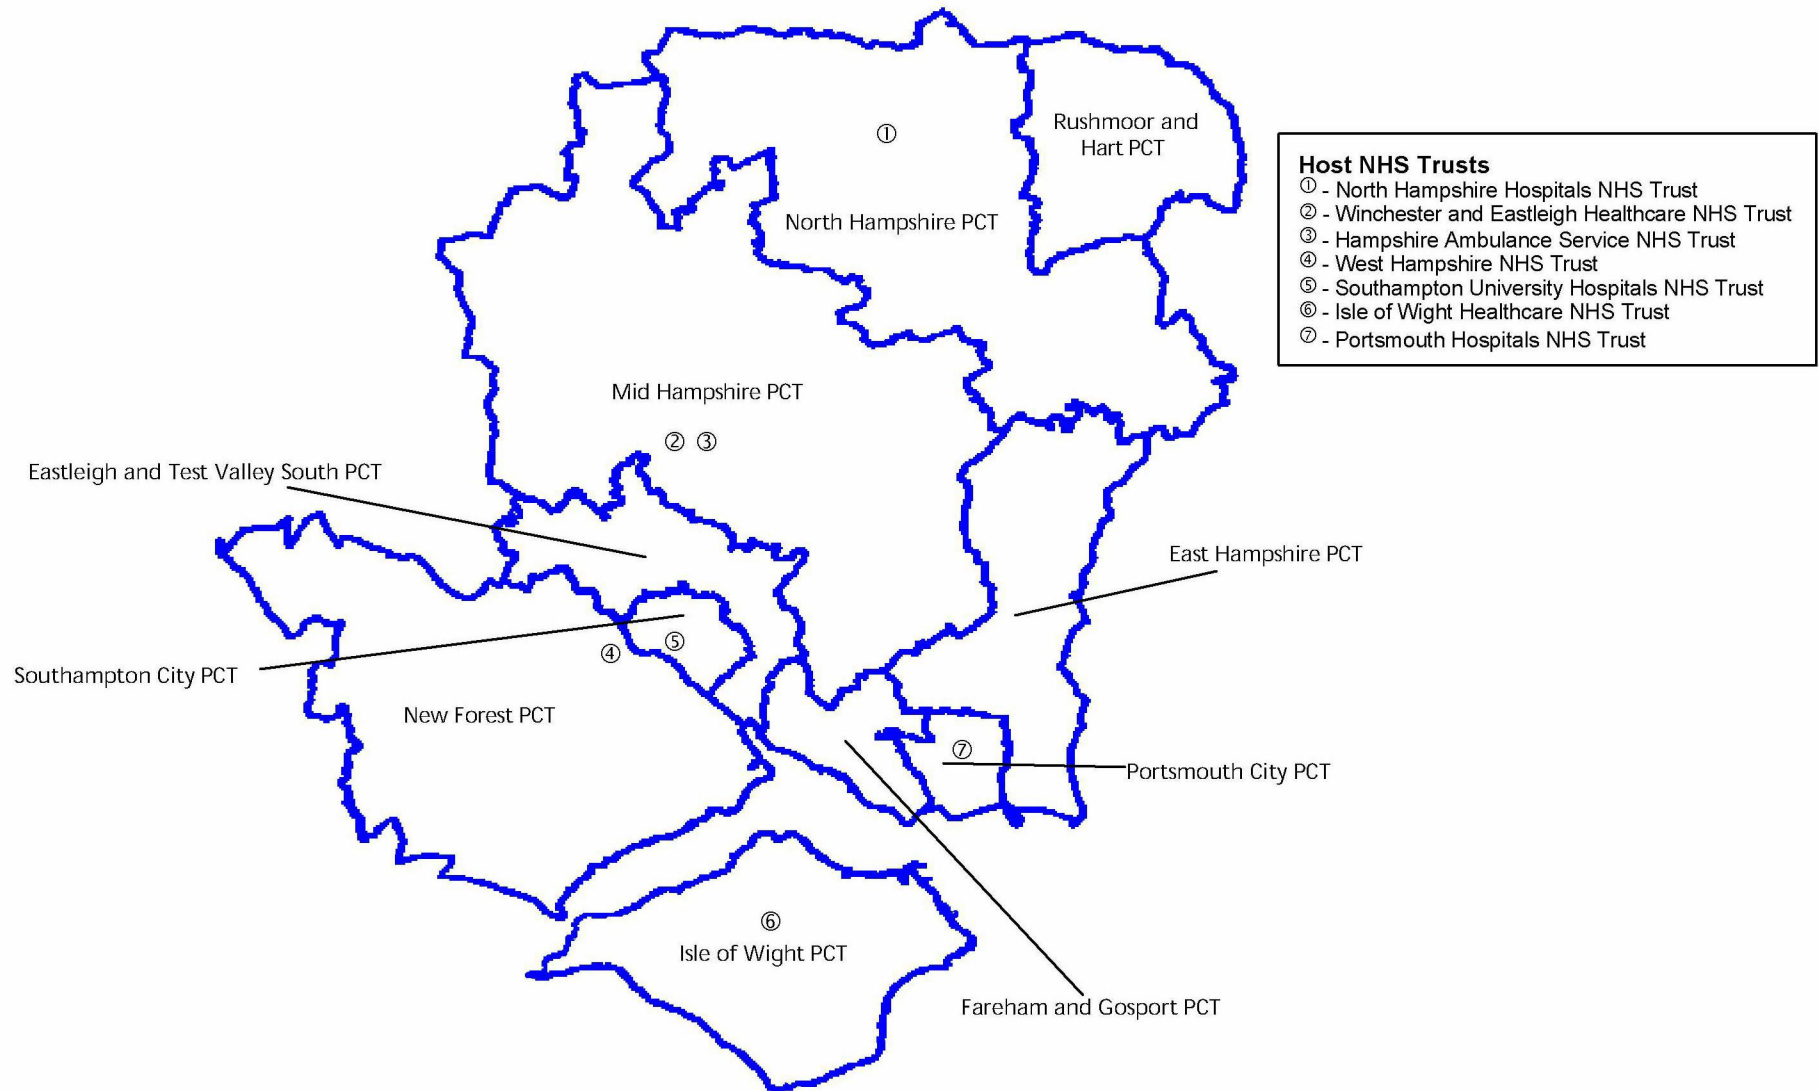 ①
Rushmoor and
Hart PCT
North Hampshire PCT
Host NHS Trusts
① - North Hampshire Hospitals NHS Trust
② - Winchester and Eastleigh Healthcare NHS Trust
③ - Hampshire Ambulance Service NHS Trust
④ - West Hampshire NHS Trust
⑤ - Southampton University Hospitals NHS Trust
⑥ - Isle of Wight Healthcare NHS Trust
⑦ - Portsmouth Hospitals NHS Trust
Mid Hampshire PCT
② ③
Eastleigh and Test Valley South PCT
East Hampshire PCT
④ ⑤
Southampton City PCT
New Forest PCT
⑦
Portsmouth City PCT
⑥
Isle of Wight PCT
Fareham and Gosport PCT